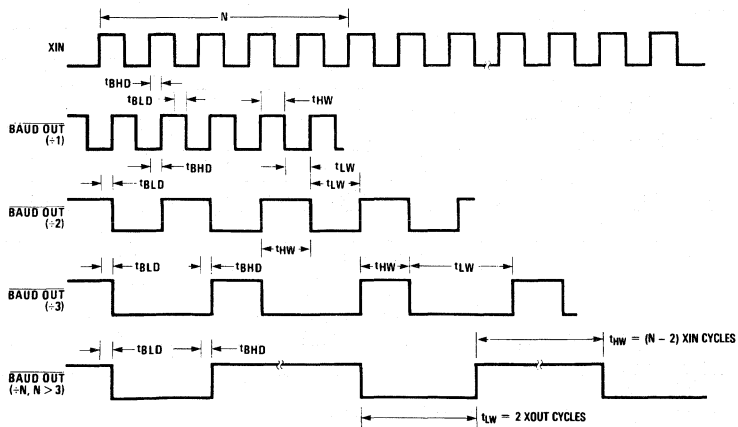 N
XIN
tBHD
tBLD
tHW
BAUD OUT
(÷1)
tBHD
tLW
tBLD
tLW
BAUD OUT
(÷2)
tHW
tBLD
tBHD
tHW
tLW
BAUD OUT
(÷3)
tHW = (N – 2) XIN CYCLES
tBLD
tBHD
BAUD OUT
(÷N, N > 3)
tLW = 2 XOUT CYCLES